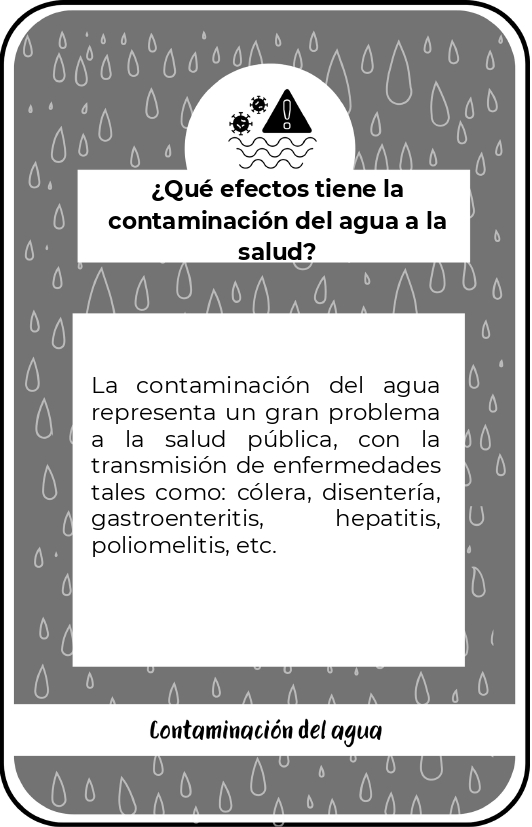 ¿Qué efectos tiene la
contaminación del agua a la
salud?
La contaminación del agua
representa un gran problema
a la salud pública, con la
transmisión de enfermedades
tales como: cólera, disentería,
gastroenteritis, hepatitis,
poliomelitis, etc.
Contaminación del agua